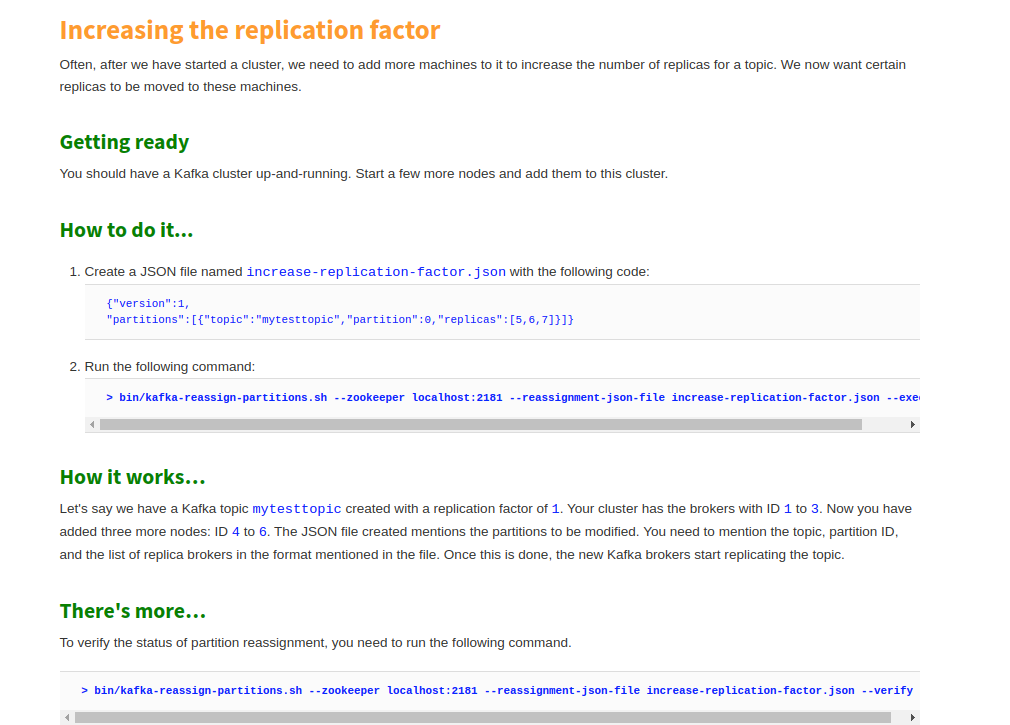 Increasing the replication factor
Often, after we have started a cluster, we need to add more machines to it to increase the number of replicas for a topic. We now want certain
replicas to be moved to these machines.
Getting ready
You should have a Kafka cluster up-and-running. Start a few more nodes and add them to this cluster.
How to do it...
1. Create a JSON file named increase-replication-factor.json with the following code:
{"version":1,
"partitions":[{"topic":"mytesttopic","partition":0,"replicas":[5,6,7]}]}
2. Run the following command:
> bin/kafka-reassign-partitions.sh --zookeeper localhost:2181 --reassignment-json-file increase-replication-factor.json --exe
How it works...
Let's say we have a Kafka topic mytesttopic created with a replication factor of 1. Your cluster has the brokers with ID 1 to 3. Now you have
added three more nodes: ID 4 to 6. The JSON file created mentions the partitions to be modified. You need to mention the topic, partition ID,
and the list of replica brokers in the format mentioned in the file. Once this is done, the new Kafka brokers start replicating the topic.
There's more...
To verify the status of partition reassignment, you need to run the following command.
> bin/kafka-reassign-partitions.sh --zookeeper localhost:2181 --reassignment-json-file increase-replication-factor.json --verify